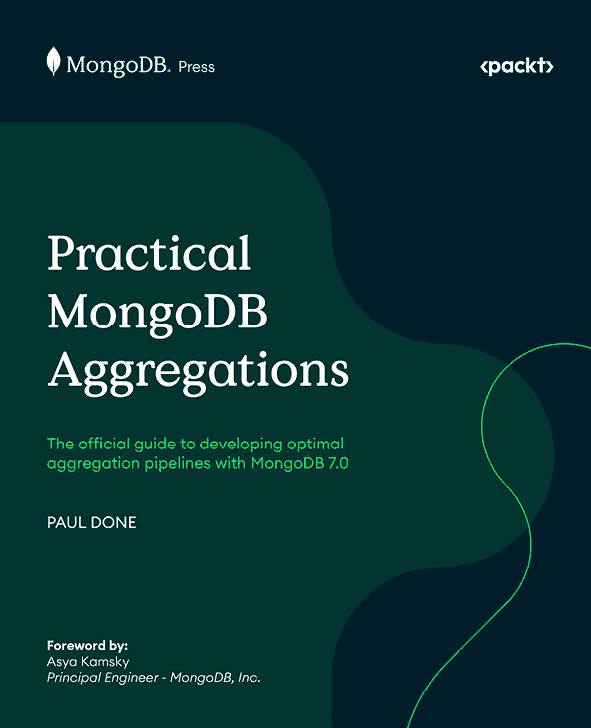 MongoDB. Press
<packt>
Practical
MongoDB
Aggregations
The official guide to developing optimal
aggregation pipelines with MongoDB 7.0
PAUL DONE
Foreword by:
Asya Kamsky
Principal Engineer - MongoDB, Inc.